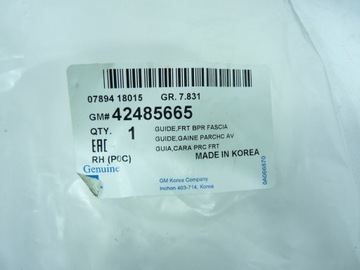 07894 18015 GR. 7.831
GM# 42485665
QTY. 1 GUIDE,FRT BPR FASCIA
GUIDE,GAINE PARCHC AV
EAC GUIA,CARA PRC FRT
RH (P0C) MADE IN KOREA
Genuine
GM Korea Company
Inchon 403-714, Korea